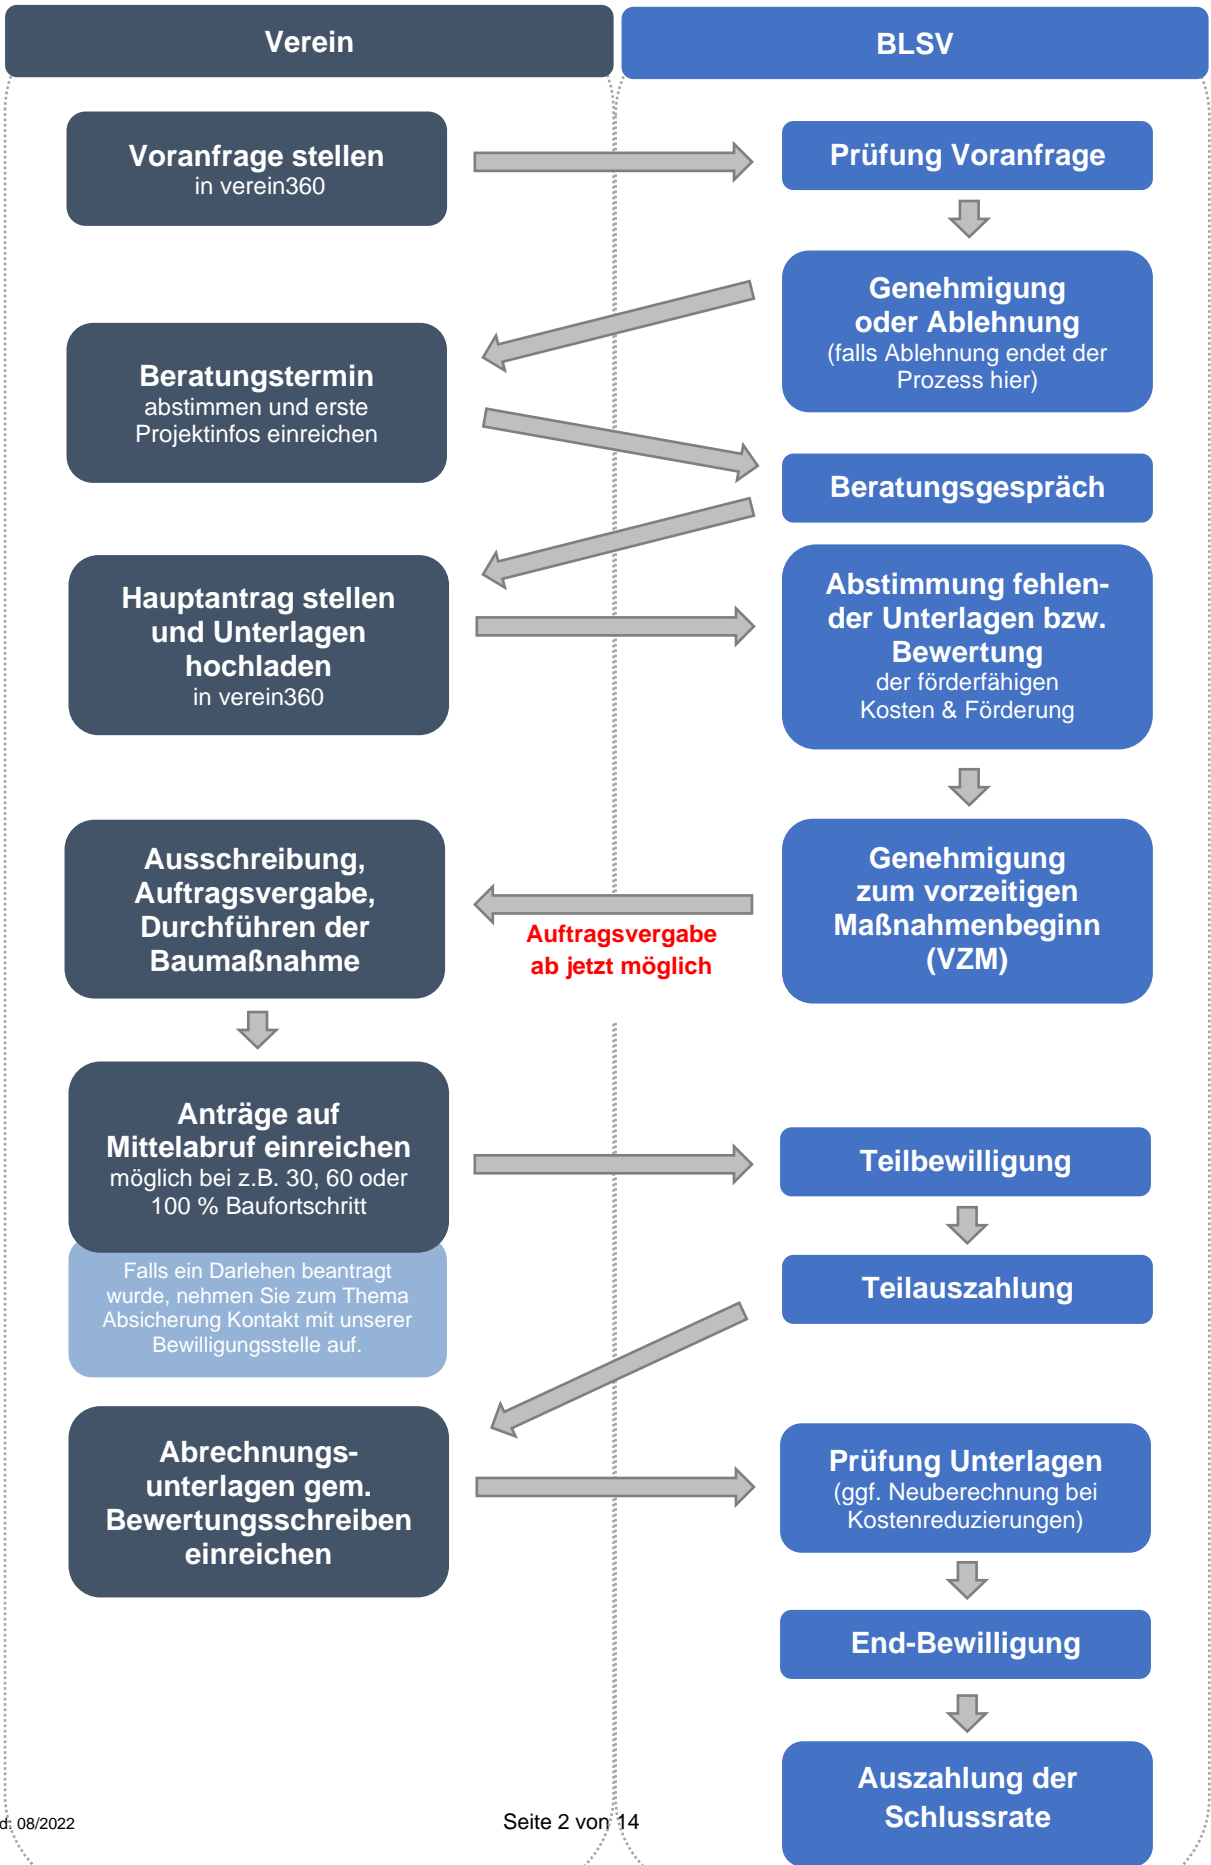 Verein
BLSV
Voranfrage stellen
in verein360
Prüfung Voranfrage
Genehmigung
oder Ablehnung
(falls Ablehnung endet der
Prozess hier)
Beratungstermin
abstimmen und erste
Projektinfos einreichen
Beratungsgespräch
Hauptantrag stellen
und Unterlagen
hochladen
in verein360
Abstimmung fehlen-
der Unterlagen bzw.
Bewertung
der förderfähigen
Kosten & Förderung
Genehmigung
zum vorzeitigen
Maßnahmenbeginn
(VZM)
Auftragsvergabe
ab jetzt möglich
Ausschreibung,
Auftragsvergabe,
Durchführen der
Baumaßnahme
Anträge auf
Mittelabruf einreichen
möglich bei z.B. 30, 60 oder
100 % Baufortschritt
Falls ein Darlehen beantragt
wurde, nehmen Sie zum Thema
Absicherung Kontakt mit unserer
Bewilligungsstelle auf.
Teilbewilligung
Teilauszahlung
Abrechnungs-
unterlagen gem.
Bewertungsschreiben
einreichen
Prüfung Unterlagen
(ggf. Neuberechnung bei
Kostenreduzierungen)
End-Bewilligung
Auszahlung der
Schlussrate
d: 08/2022
Seite 2 von 14